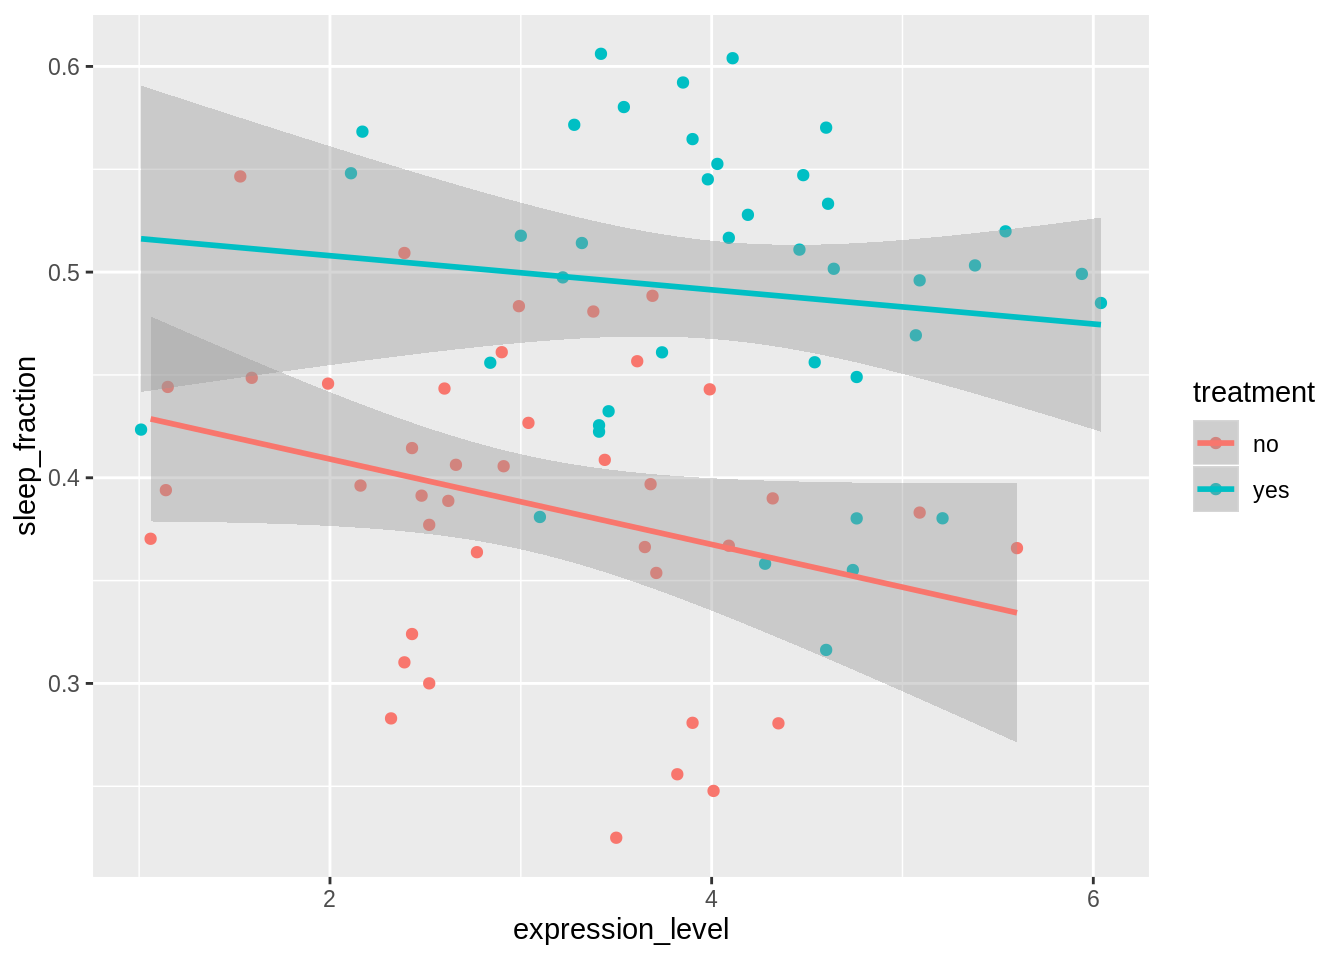 0.6
0.5
0.4
0.3
sleep_fraction
2
4
6
expression_level
treatment
no
yes